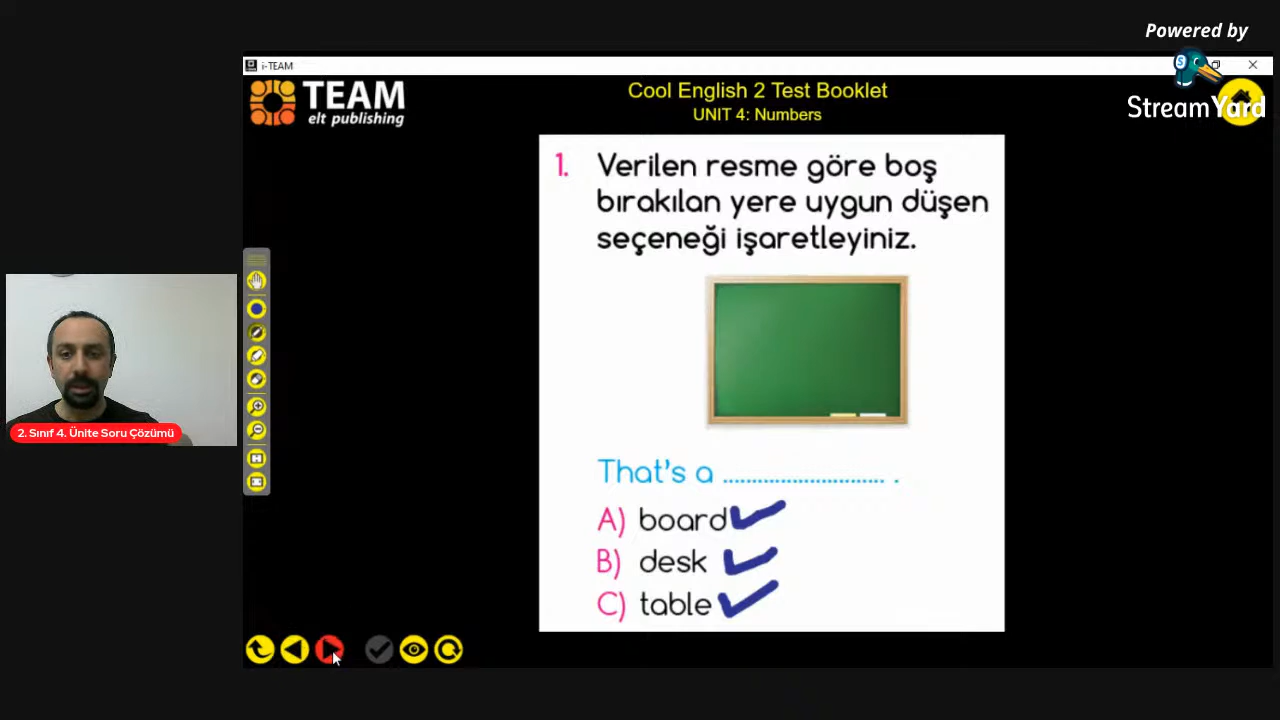 Powered by
StreamYard
i-TEAM
TEAM
elt publishing
Cool English 2 Test Booklet
UNIT 4: Numbers
1. Verilen resme göre boş
bırakılan yere uygun düşen
seçeneği işaretleyiniz.
That's a ............................ .
A) board
B) desk
C) table
2. Sınıf 4. Ünite Soru Çözümü